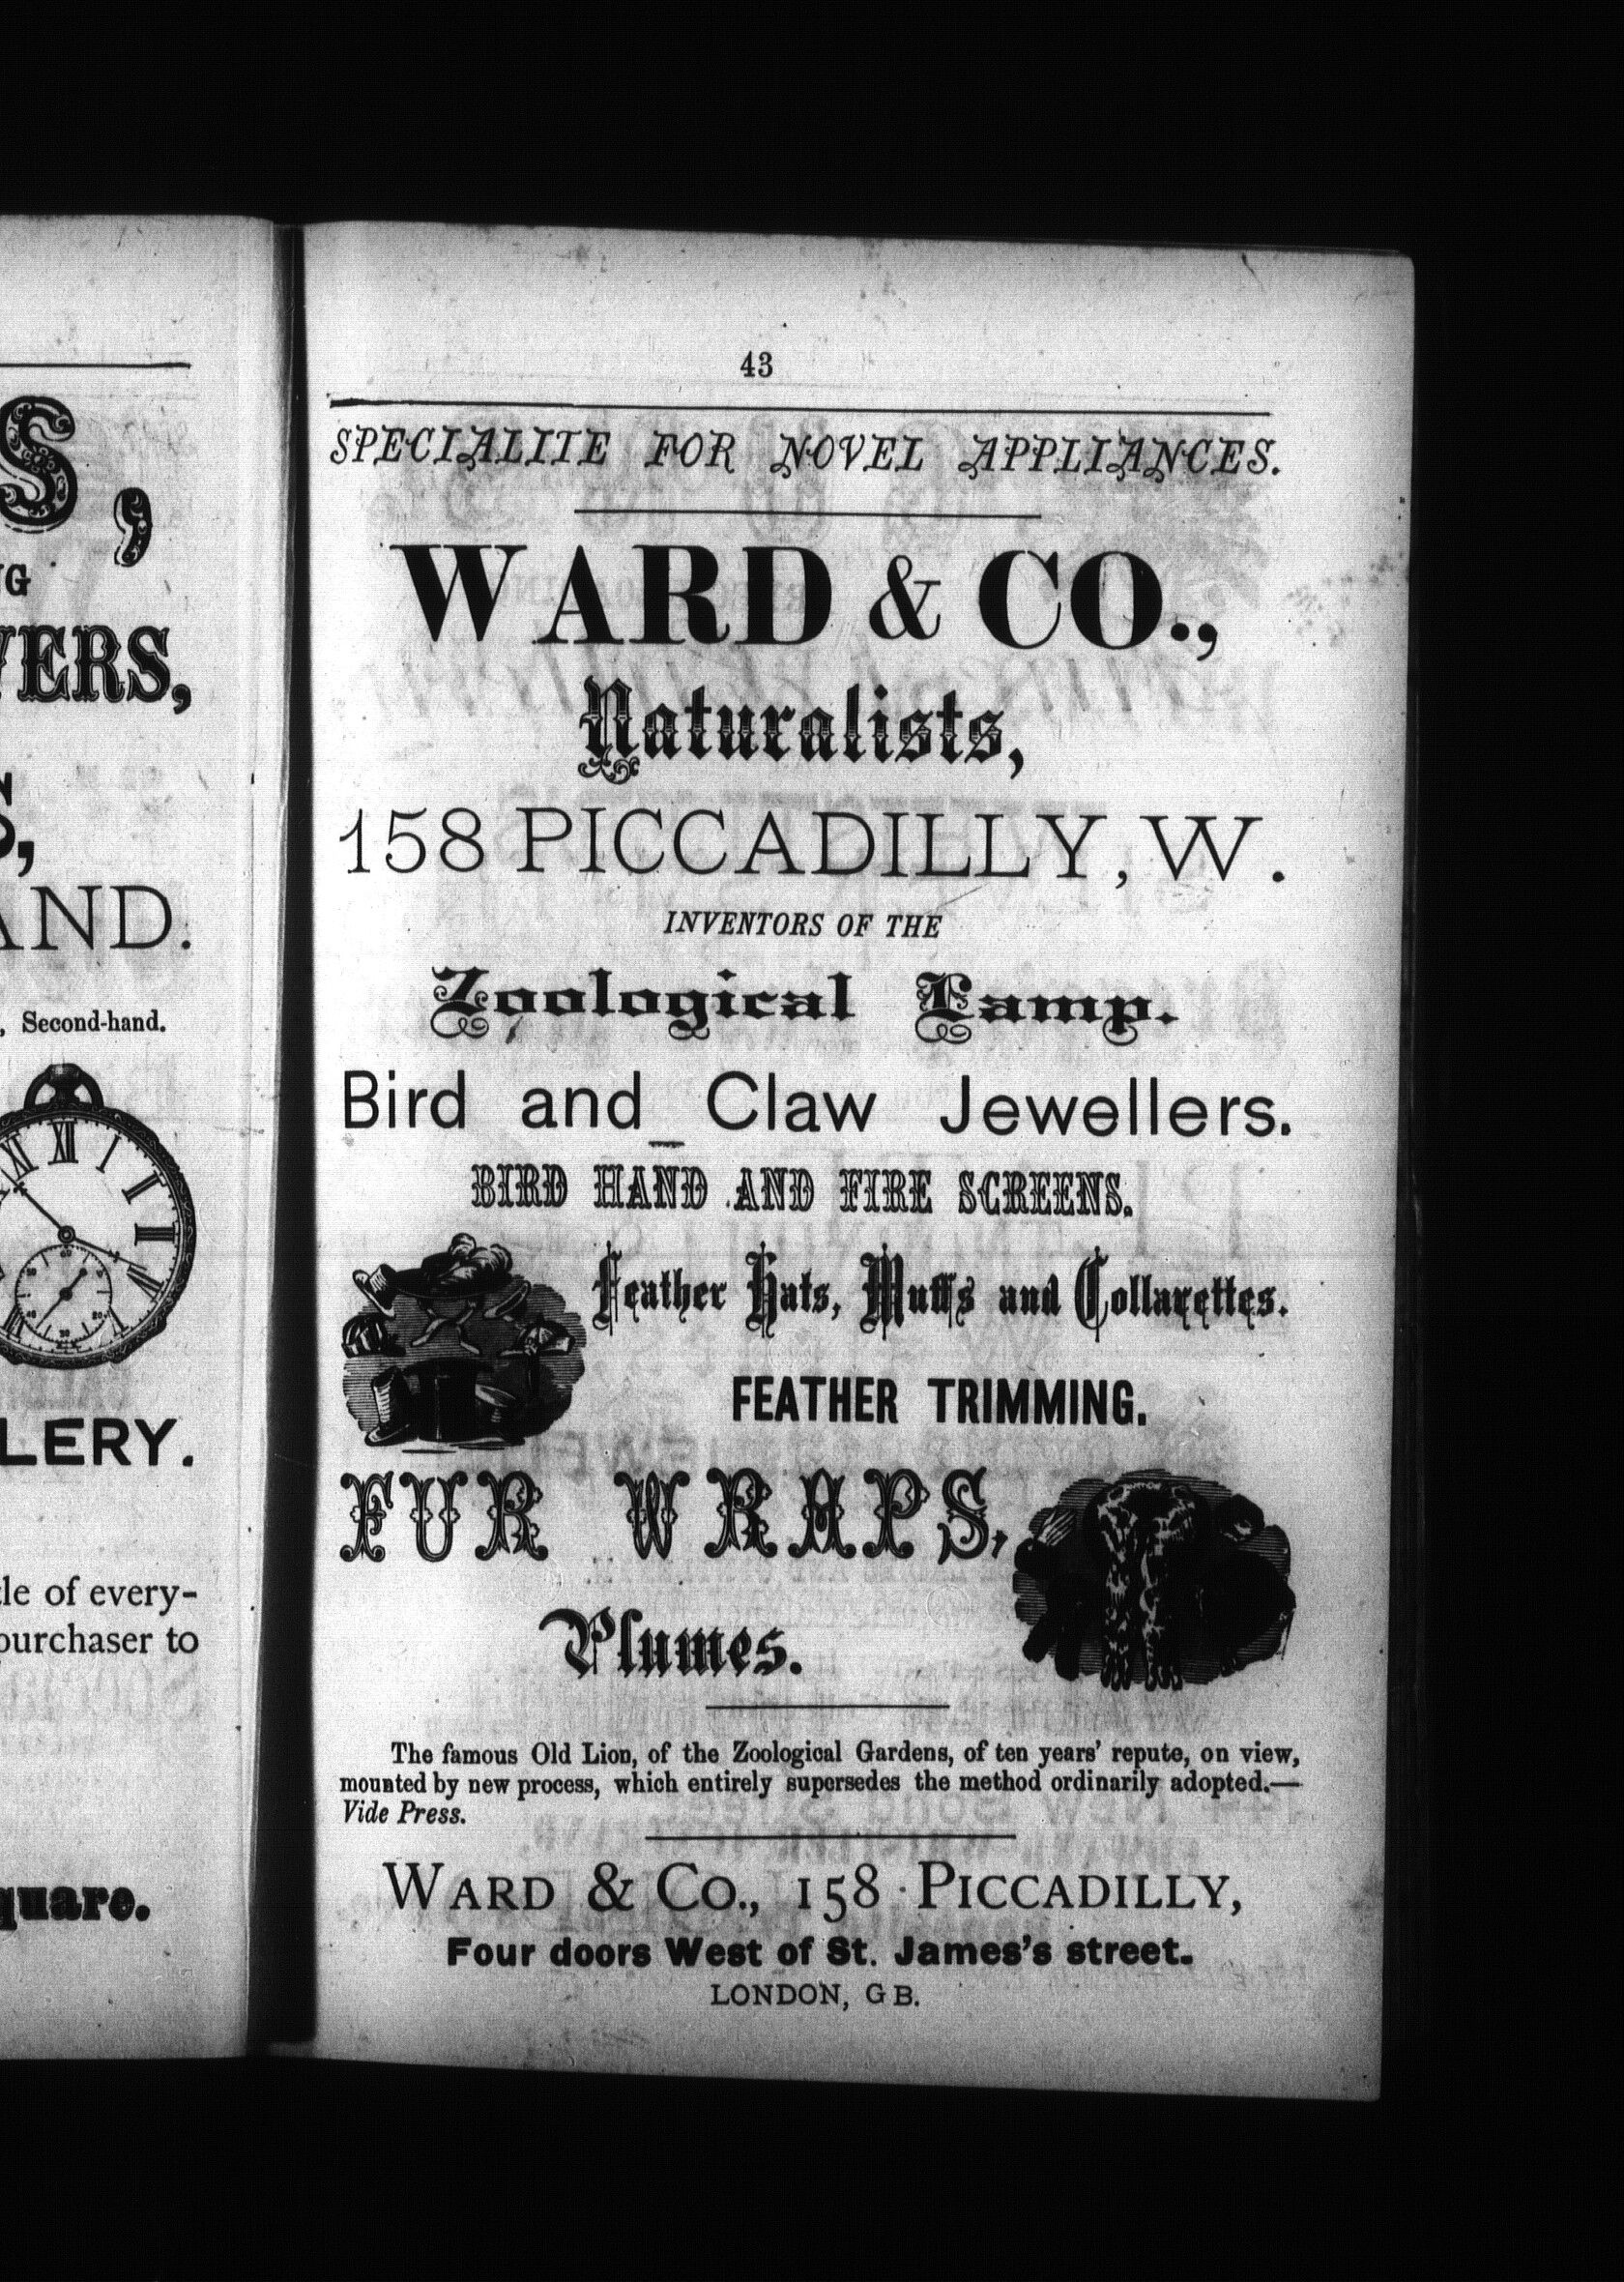 S,
NG
VERS,
AND.
, Second-hand.
LERY.
of every-
purchaser to
quare.
43
SPECIALITE FOR NOVEL APPLIANCES.
WARD & CO.,
Naturalists,
158 PICCADILLY, W.
INVENTORS OF THE
Zoological Lamp.
Bird and Claw Jewellers.
BIRD HAND AND FIRE SCREENS.
Feather Hats, Muffs and Collarettes.
FEATHER TRIMMING.
FUR WRAPS,
Plumes.
The famous Old Lion, of the Zoological Gardens, of ten years' repute, on view,
mounted by new process, which entirely supersedes the method ordinarily adopted.—
Vide Press.
WARD & CO., 158 PICCADILLY,
Four doors West of St. James's street.
LONDON, GB.